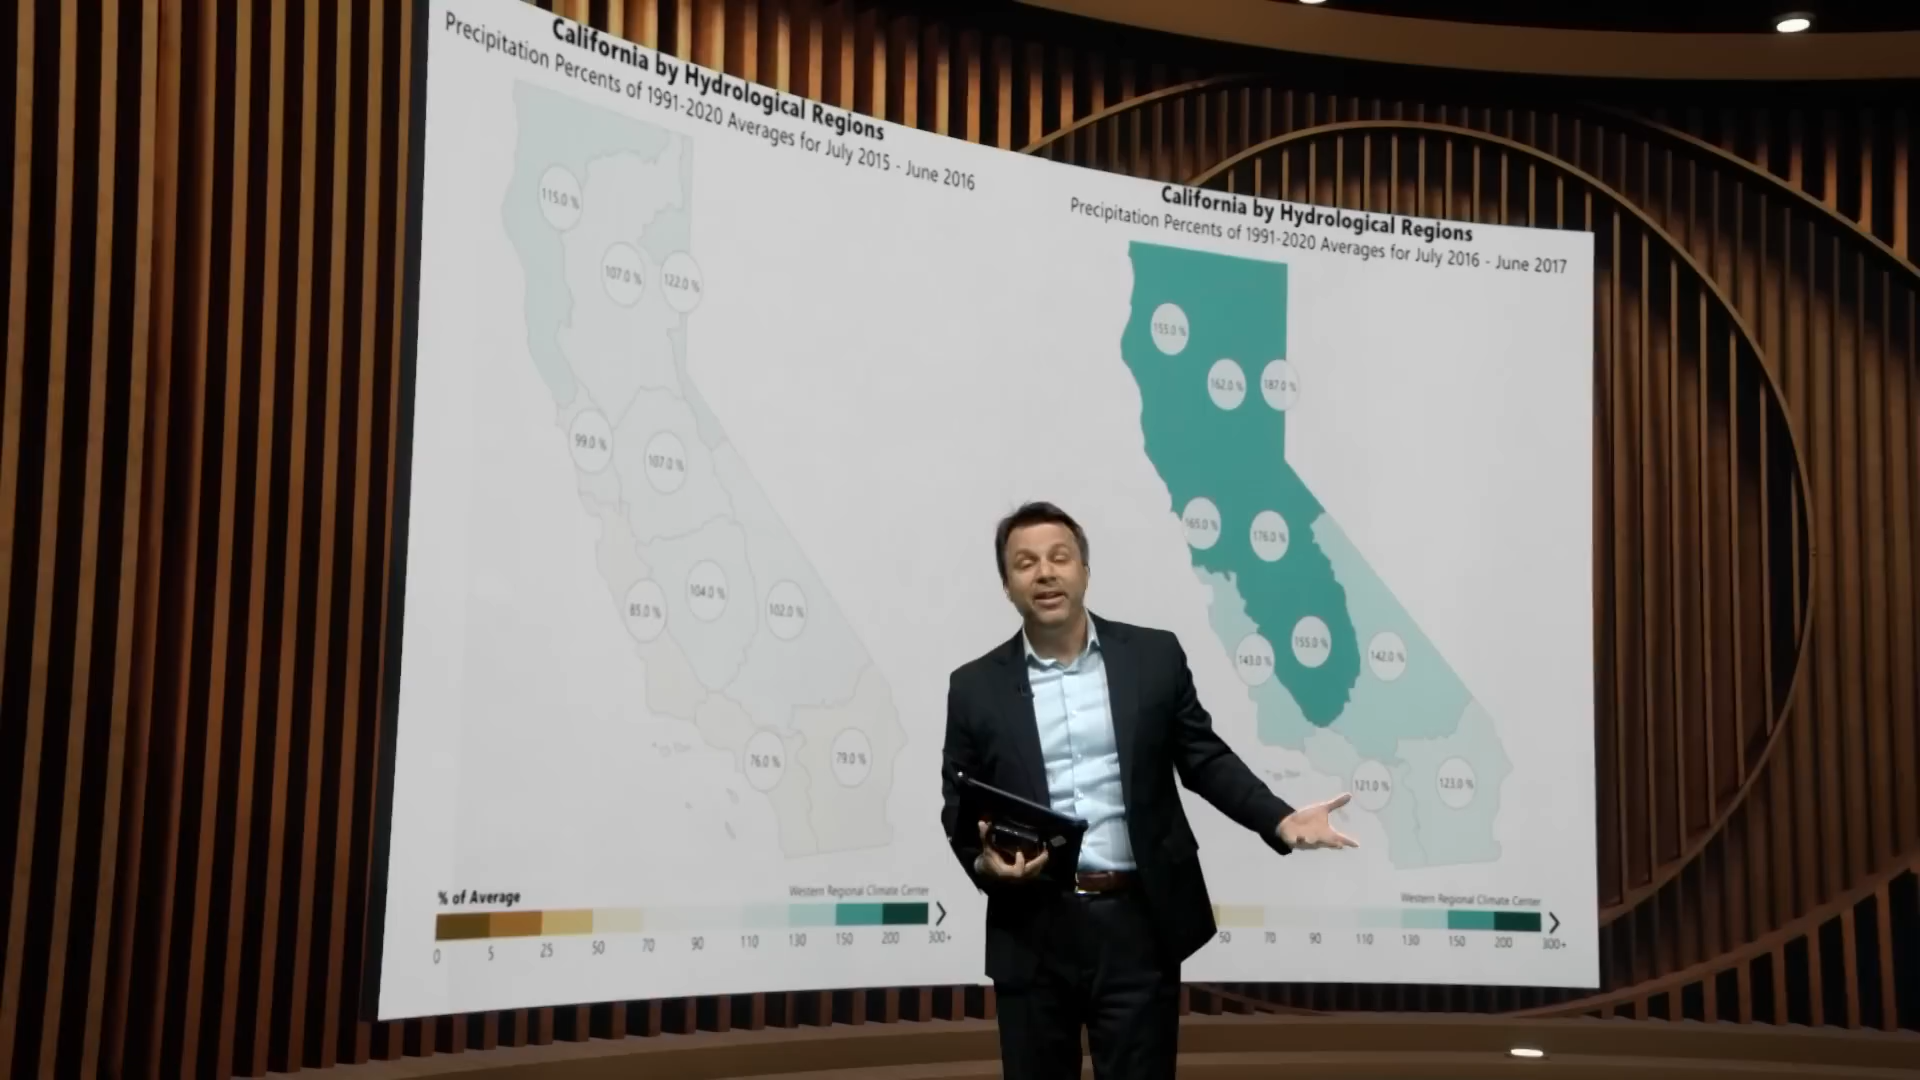 California by Hydrological Regions
Precipitation Percents of 1991-2020 Averages for July 2015 - June 2016
115.0 %
107.0 %
122.0 %
99.0 %
107.0 %
85.0 %
104.0 %
102.0 %
76.0 %
79.0 %
% of Average
Western Regional Climate Center
0 5 25 50 70 90 110 130 150 200 300+
California by Hydrological Regions
Precipitation Percents of 1991-2020 Averages for July 2016 - June 2017
155.0 %
162.0 %
187.0 %
165.0 %
176.0 %
143.0 %
155.0 %
142.0 %
121.0 %
123.0 %
Western Regional Climate Center
50 70 90 110 130 150 200 300+